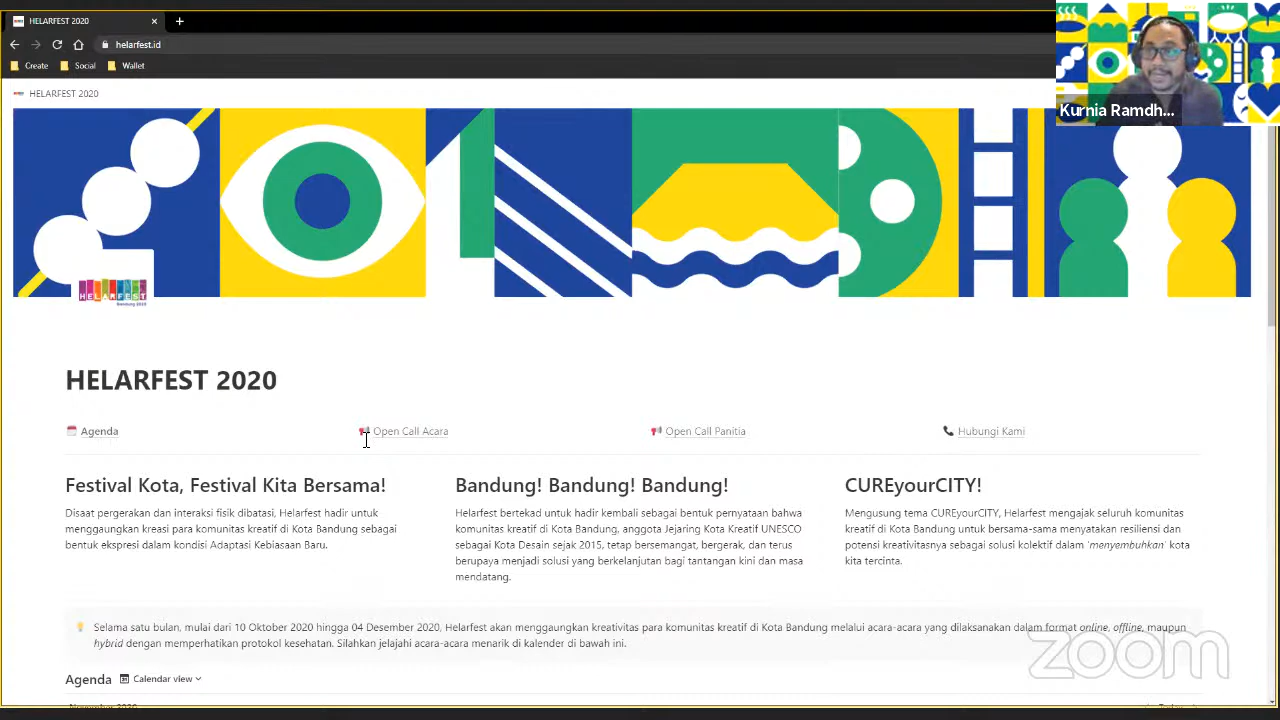 HELARFEST 2020
helarfest.id
Create Social Wallet
HELARFEST 2020
Kurnia Ramdh...
HELARFEST
Bandung 2020
HELARFEST 2020
Agenda Open Call Acara Open Call Panitia Hubungi Kami
Festival Kota, Festival Kita Bersama!
Disaat pergerakan dan interaksi fisik dibatasi, Helarfest hadir untuk
menggaungkan kreasi para komunitas kreatif di Kota Bandung sebagai
bentuk ekspresi dalam kondisi Adaptasi Kebiasaan Baru.
Bandung! Bandung! Bandung!
Helarfest bertekad untuk hadir kembali sebagai bentuk pernyataan bahwa
komunitas kreatif di Kota Bandung, anggota Jejaring Kota Kreatif UNESCO
sebagai Kota Desain sejak 2015, tetap bersemangat, bergerak, dan terus
berupaya menjadi solusi yang berkelanjutan bagi tantangan kini dan masa
mendatang.
CUREyourCITY!
Mengusung tema CUREyourCITY, Helarfest mengajak seluruh komunitas
kreatif di Kota Bandung untuk bersama-sama menyatakan resiliensi dan
potensi kreativitasnya sebagai solusi kolektif dalam 'menyembuhkan' kota
kita tercinta.
Selama satu bulan, mulai dari 10 Oktober 2020 hingga 04 Desember 2020, Helarfest akan menggaungkan kreativitas para komunitas kreatif di Kota Bandung melalui acara-acara yang dilaksanakan dalam format online, offline, maupun
hybrid dengan memperhatikan protokol kesehatan. Silahkan jelajahi acara-acara menarik di kalender di bawah ini.
zoom
Agenda Calendar view
November 2020 Today